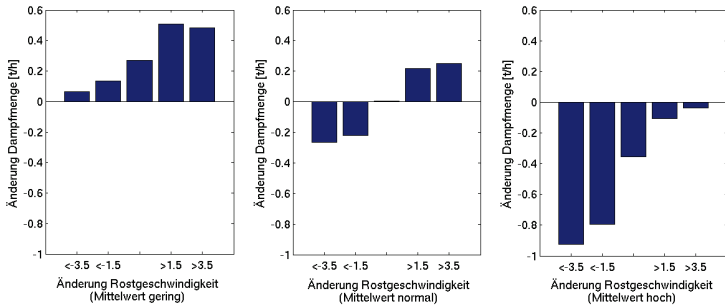 0.6
0.4
0.2
0
-0.2
-0.4
-0.6
-0.8
-1
Änderung Dampfmenge [t/h]
<-3.5 <-1.5 >1.5 >3.5
Änderung Rostgeschwindigkeit
(Mittelwert gering)
0.6
0.4
0.2
0
-0.2
-0.4
-0.6
-0.8
-1
Änderung Dampfmenge [t/h]
<-3.5 <-1.5 >1.5 >3.5
Änderung Rostgeschwindigkeit
(Mittelwert normal)
0.6
0.4
0.2
0
-0.2
-0.4
-0.6
-0.8
-1
Änderung Dampfmenge [t/h]
<-3.5 <-1.5 >1.5 >3.5
Änderung Rostgeschwindigkeit
(Mittelwert hoch)